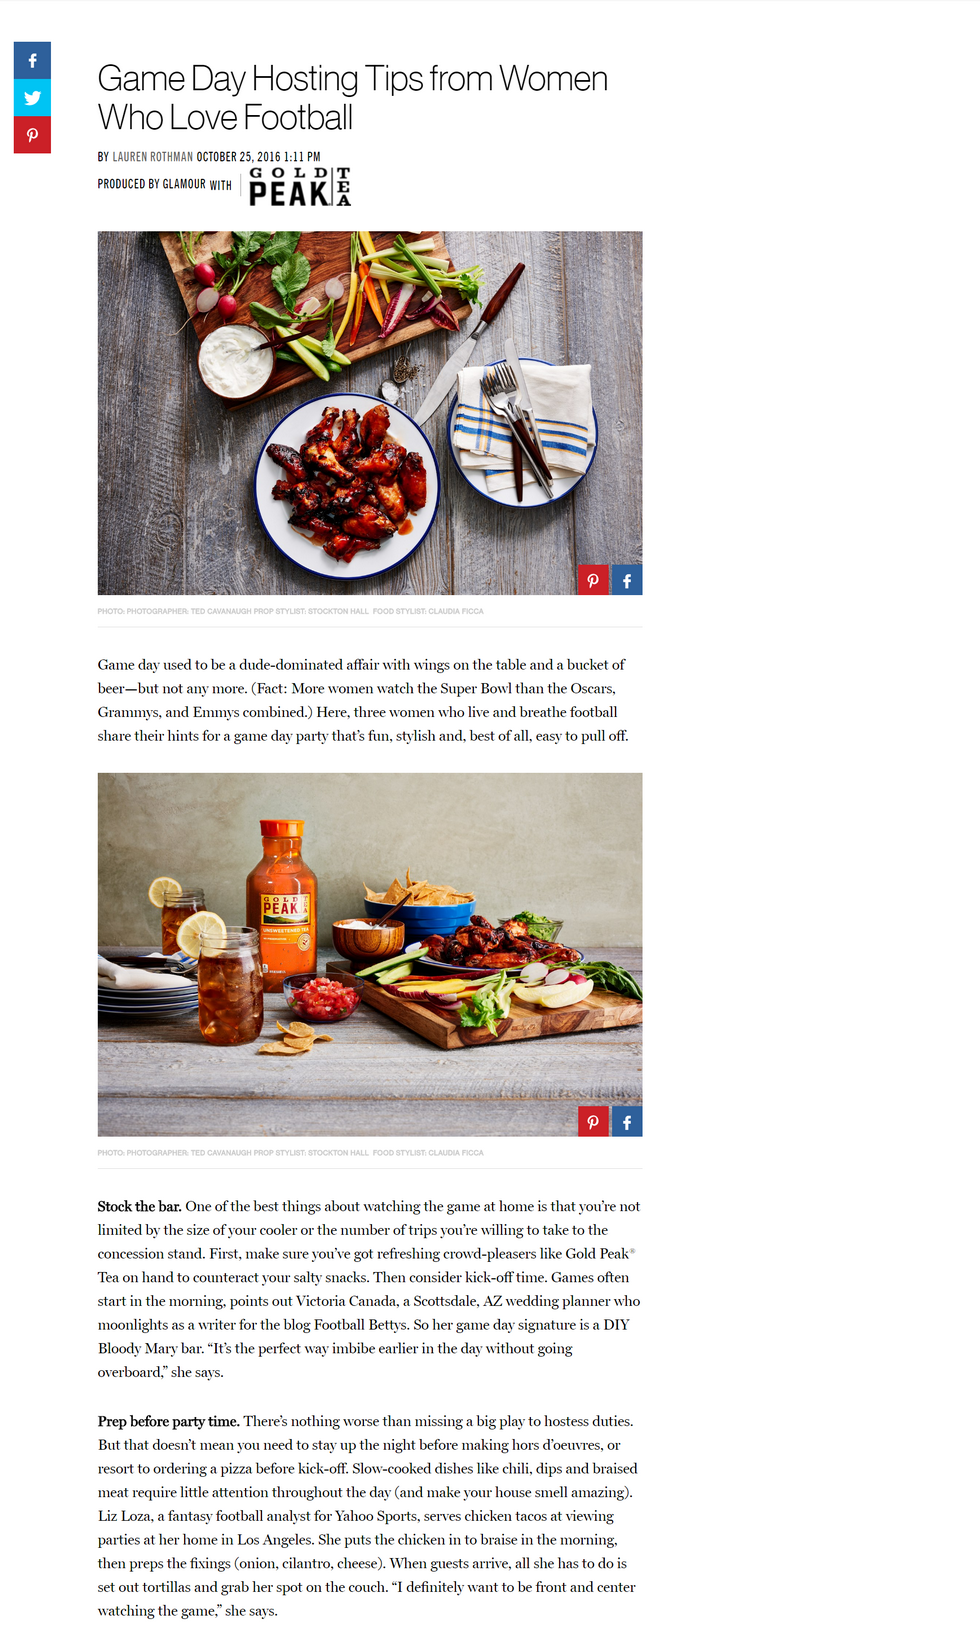 Game Day Hosting Tips from Women
Who Love Football
BY LAUREN ROTHMAN OCTOBER 25, 2016 1:11 PM
PRODUCED BY GLAMOUR WITH
GOLD
PEAK
TEA
PHOTO: PHOTOGRAPHER: TED CAVANAUGH PROP STYLIST: STOCKTON HALL FOOD STYLIST: CLAUDIA FICCA
Game day used to be a dude-dominated affair with wings on the table and a bucket of
beer—but not any more. (Fact: More women watch the Super Bowl than the Oscars,
Grammys, and Emmys combined.) Here, three women who live and breathe football
share their hints for a game day party that’s fun, stylish and, best of all, easy to pull off.
GOLD
PEAK
TEA
UNSWEETENED TEA
PHOTO: PHOTOGRAPHER: TED CAVANAUGH PROP STYLIST: STOCKTON HALL FOOD STYLIST: CLAUDIA FICCA
Stock the bar. One of the best things about watching the game at home is that you’re not
limited by the size of your cooler or the number of trips you’re willing to take to the
concession stand. First, make sure you’ve got refreshing crowd-pleasers like Gold Peak®
Tea on hand to counteract your salty snacks. Then consider kick-off time. Games often
start in the morning, points out Victoria Canada, a Scottsdale, AZ wedding planner who
moonlights as a writer for the blog Football Bettys. So her game day signature is a DIY
Bloody Mary bar. “It’s the perfect way imbibe earlier in the day without going
overboard,” she says.
Prep before party time. There’s nothing worse than missing a big play to hostess duties.
But that doesn’t mean you need to stay up the night before making hors d’oeuvres, or
resort to ordering a pizza before kick-off. Slow-cooked dishes like chili, dips and braised
meat require little attention throughout the day (and make your house smell amazing).
Liz Loza, a fantasy football analyst for Yahoo Sports, serves chicken tacos at viewing
parties at her home in Los Angeles. She puts the chicken in to braise in the morning,
then preps the fixings (onion, cilantro, cheese). When guests arrive, all she has to do is
set out tortillas and grab her spot on the couch. “I definitely want to be front and center
watching the game,” she says.